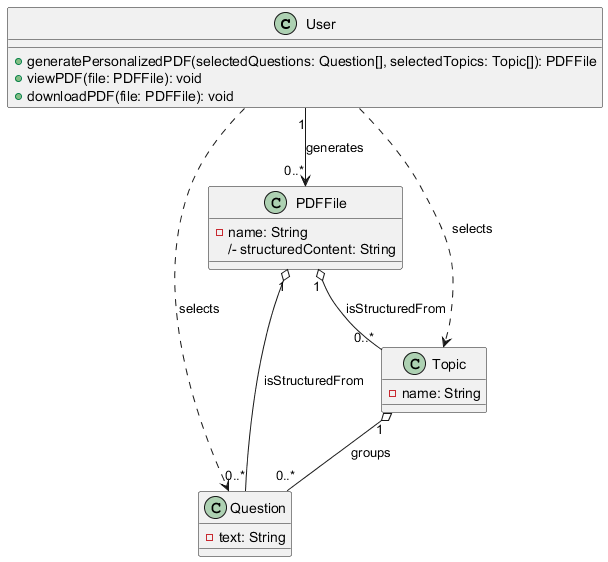 C User
generatePersonalizedPDF(selectedQuestions: Question[], selectedTopics: Topic[]): PDFFile
viewPDF(file: PDFFile): void
downloadPDF(file: PDFFile): void
1
generates
0..*
selects
C PDFFile
name: String
/- structuredContent: String
1
1
isStructuredFrom
0..*
selects
C Topic
name: String
isStructuredFrom
1
groups
0..*
0..*
C Question
text: String